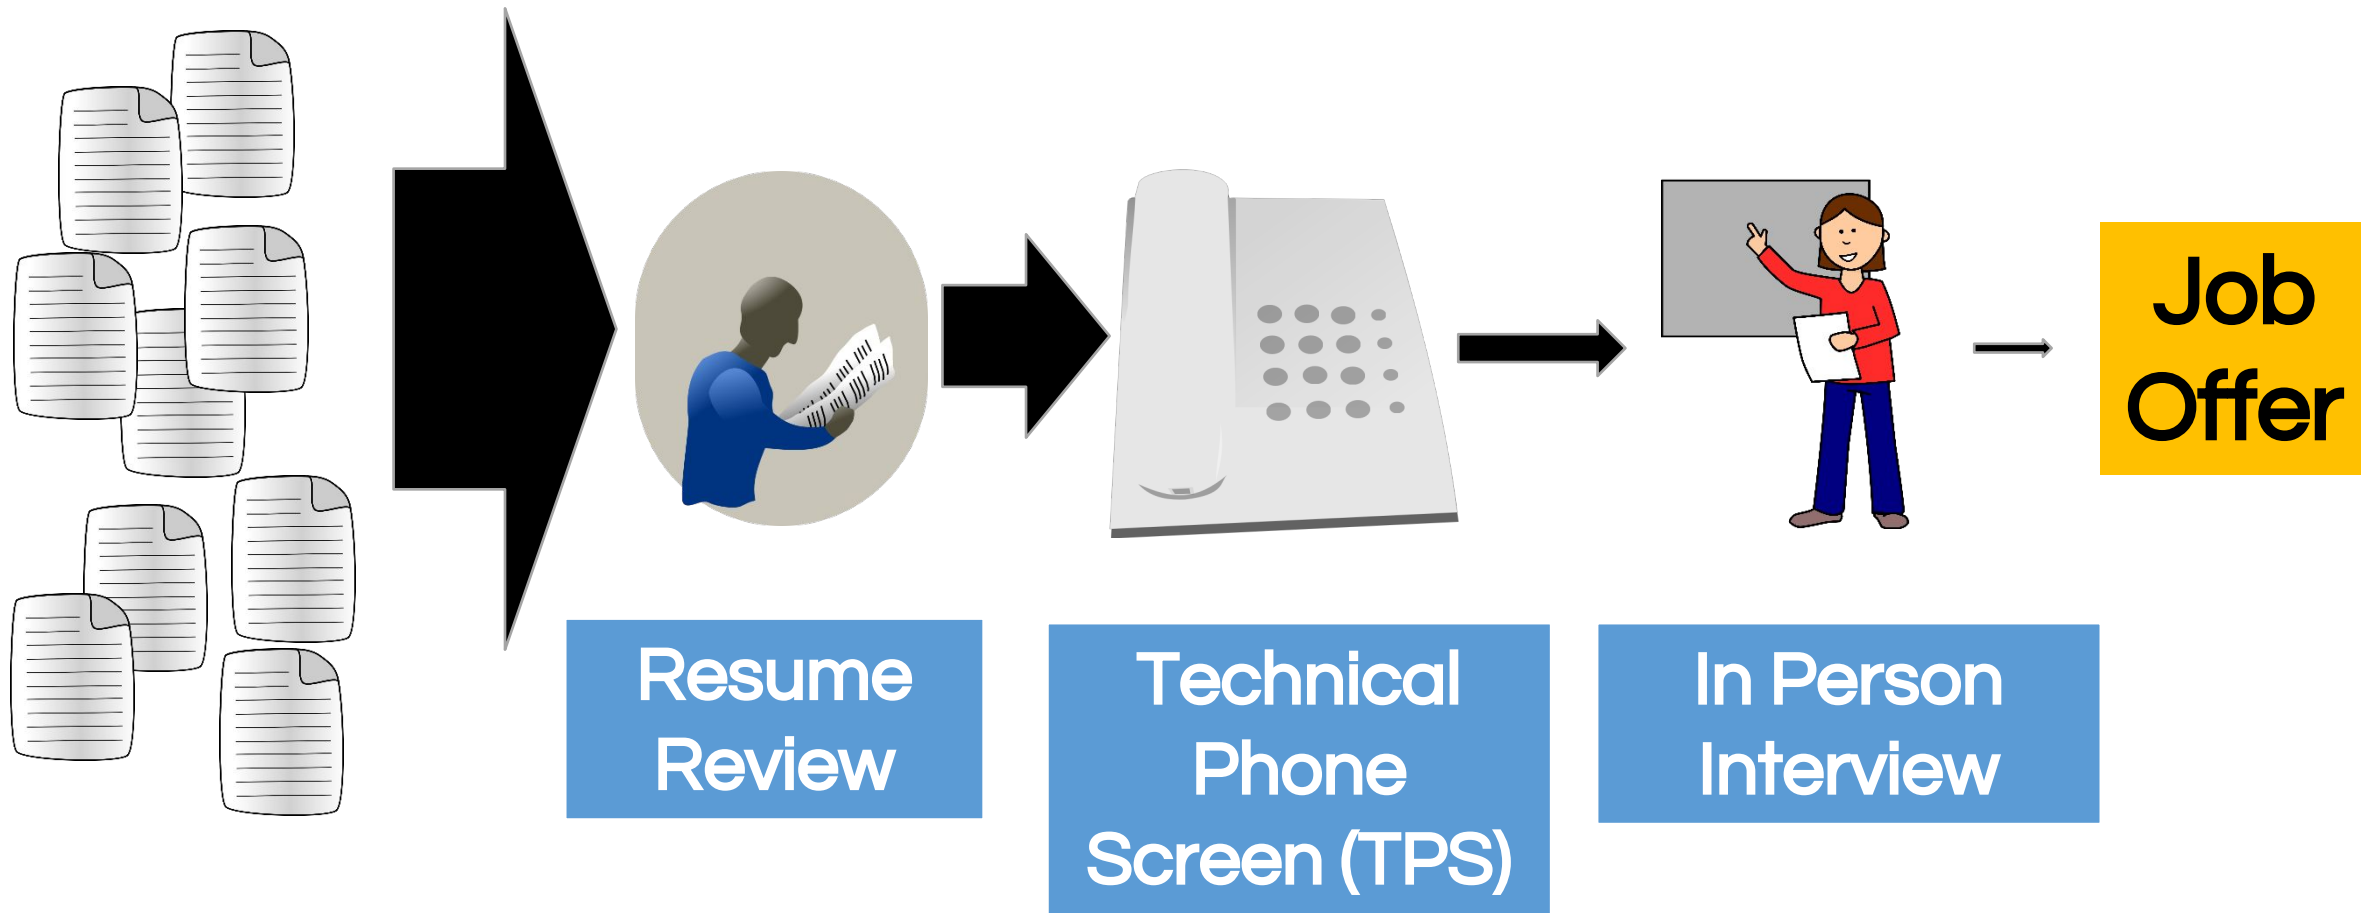 Resume
Review
Technical
Phone
Screen (TPS)
In Person
Interview
Job
Offer